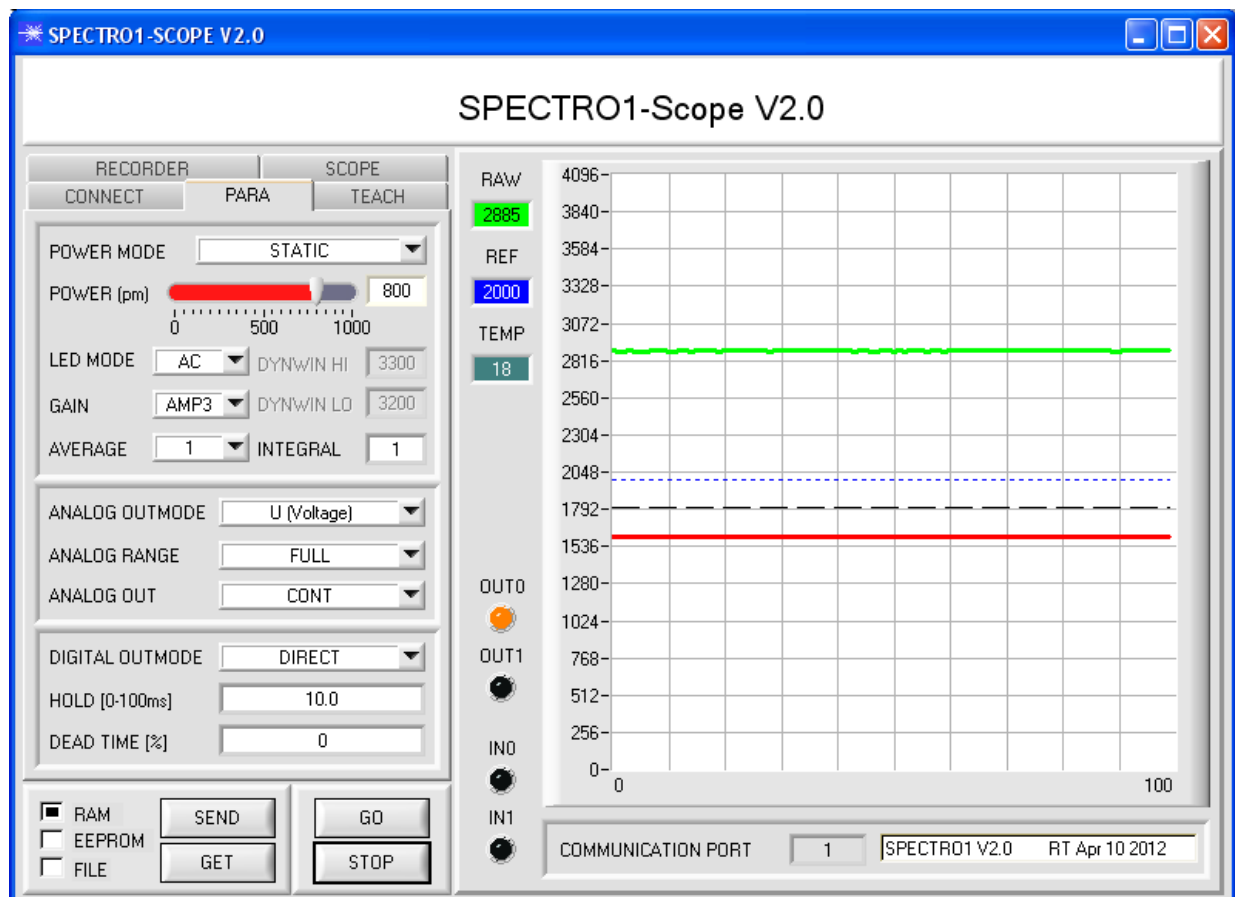 SPECTRO1-SCOPE V2.0
SPECTRO1-Scope V2.0
RECORDER SCOPE
CONNECT PARA TEACH
POWER MODE STATIC
POWER (pm) 800
0 500 1000
LED MODE AC DYNWIN HI 3300
GAIN AMP3 DYNWIN LO 3200
AVERAGE 1 INTEGRAL 1
ANALOG OUTMODE U (Voltage)
ANALOG RANGE FULL
ANALOG OUT CONT
DIGITAL OUTMODE DIRECT
HOLD [0-100ms] 10.0
DEAD TIME [%] 0
RAM
EEPROM
FILE
SEND
GET
GO
STOP
RAW
2885
REF
2000
TEMP
18
OUT0
OUT1
IN0
IN1
4096
3840
3584
3328
3072
2816
2560
2304
2048
1792
1536
1280
1024
768
512
256
0
0 100
COMMUNICATION PORT 1 SPECTRO1 V2.0 RT Apr 10 2012